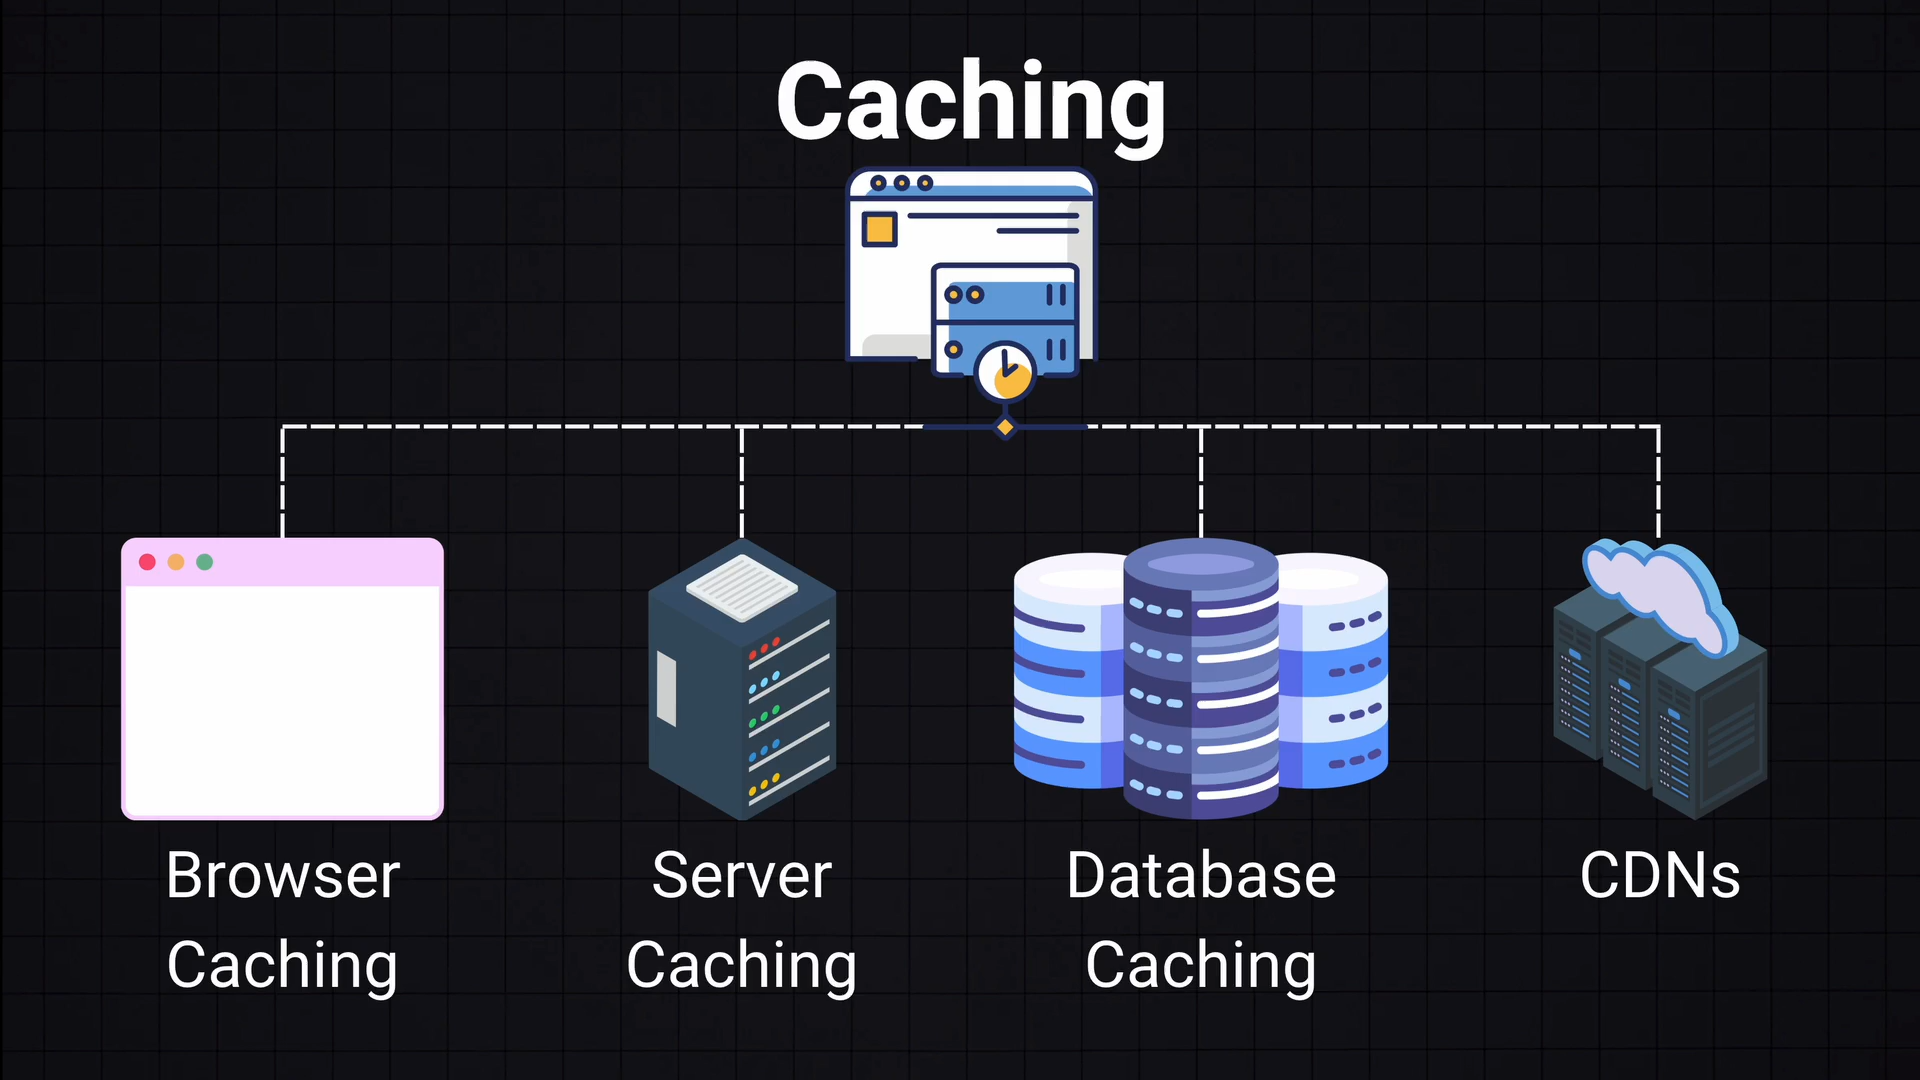 Caching
Browser
Caching
Server
Caching
Database
Caching
CDNs